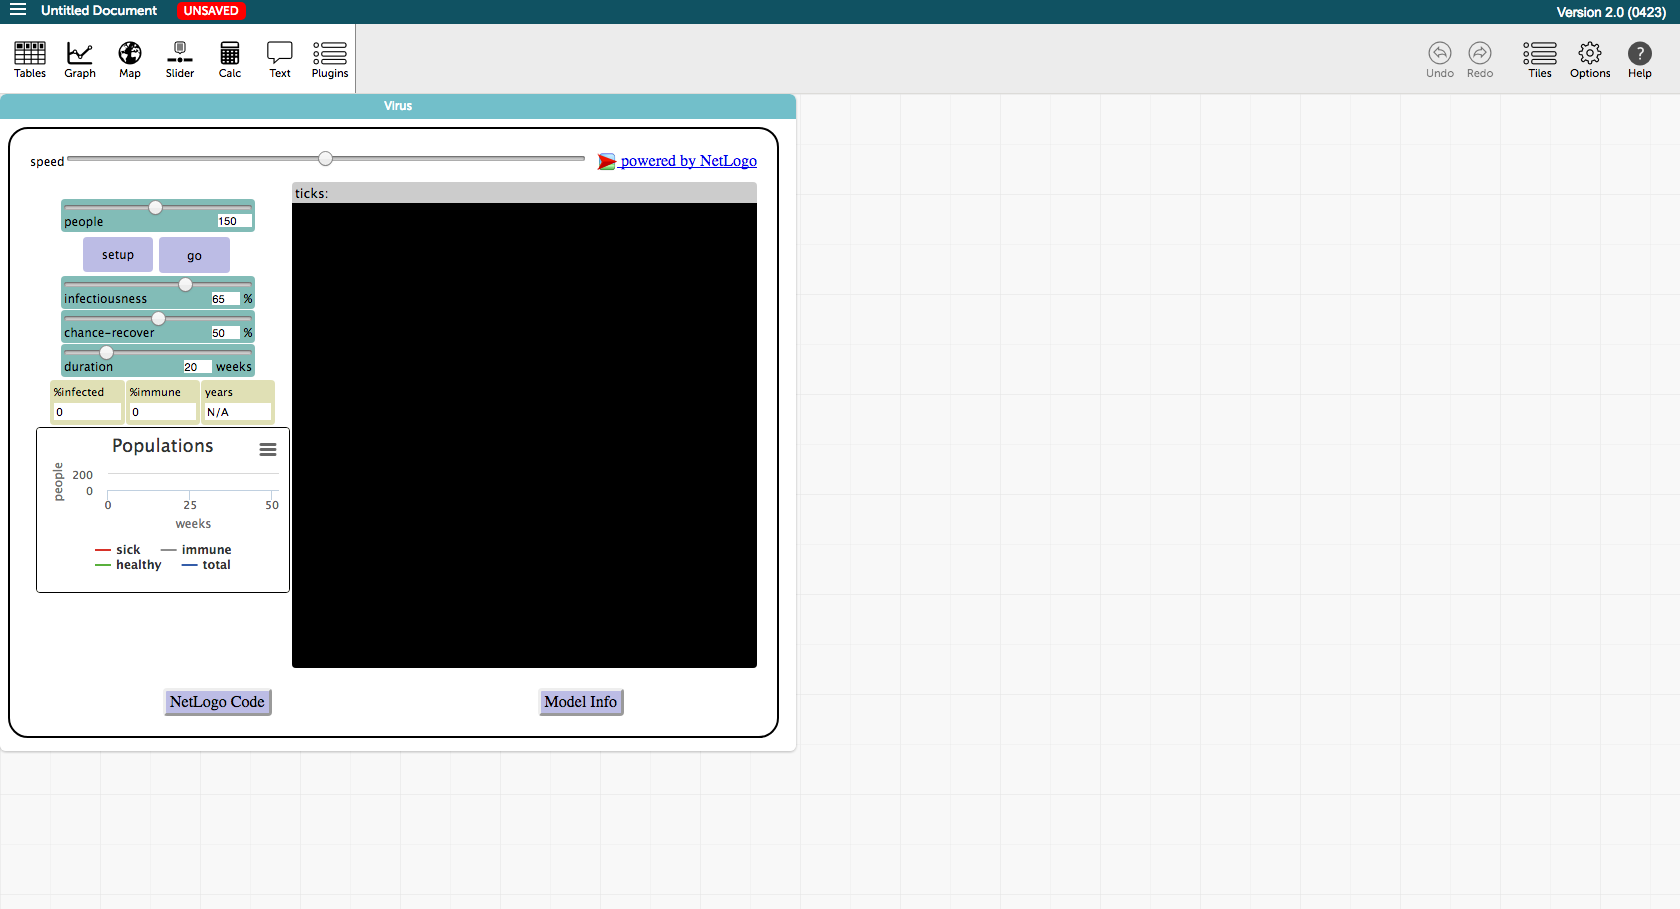 Untitled Document UNSAVED Version 2.0 (0423)
Tables Graph Map Slider Calc Text Plugins Undo Redo Tiles Options ? Help
Virus
speed powered by NetLogo
ticks:
people 150
setup go
infectiousness 65 %
chance-recover 50 %
duration 20 weeks
%infected %immune years
0 0 N/A
Populations
people
200
0
0 25 50
weeks
sick immune
healthy total
NetLogo Code Model Info